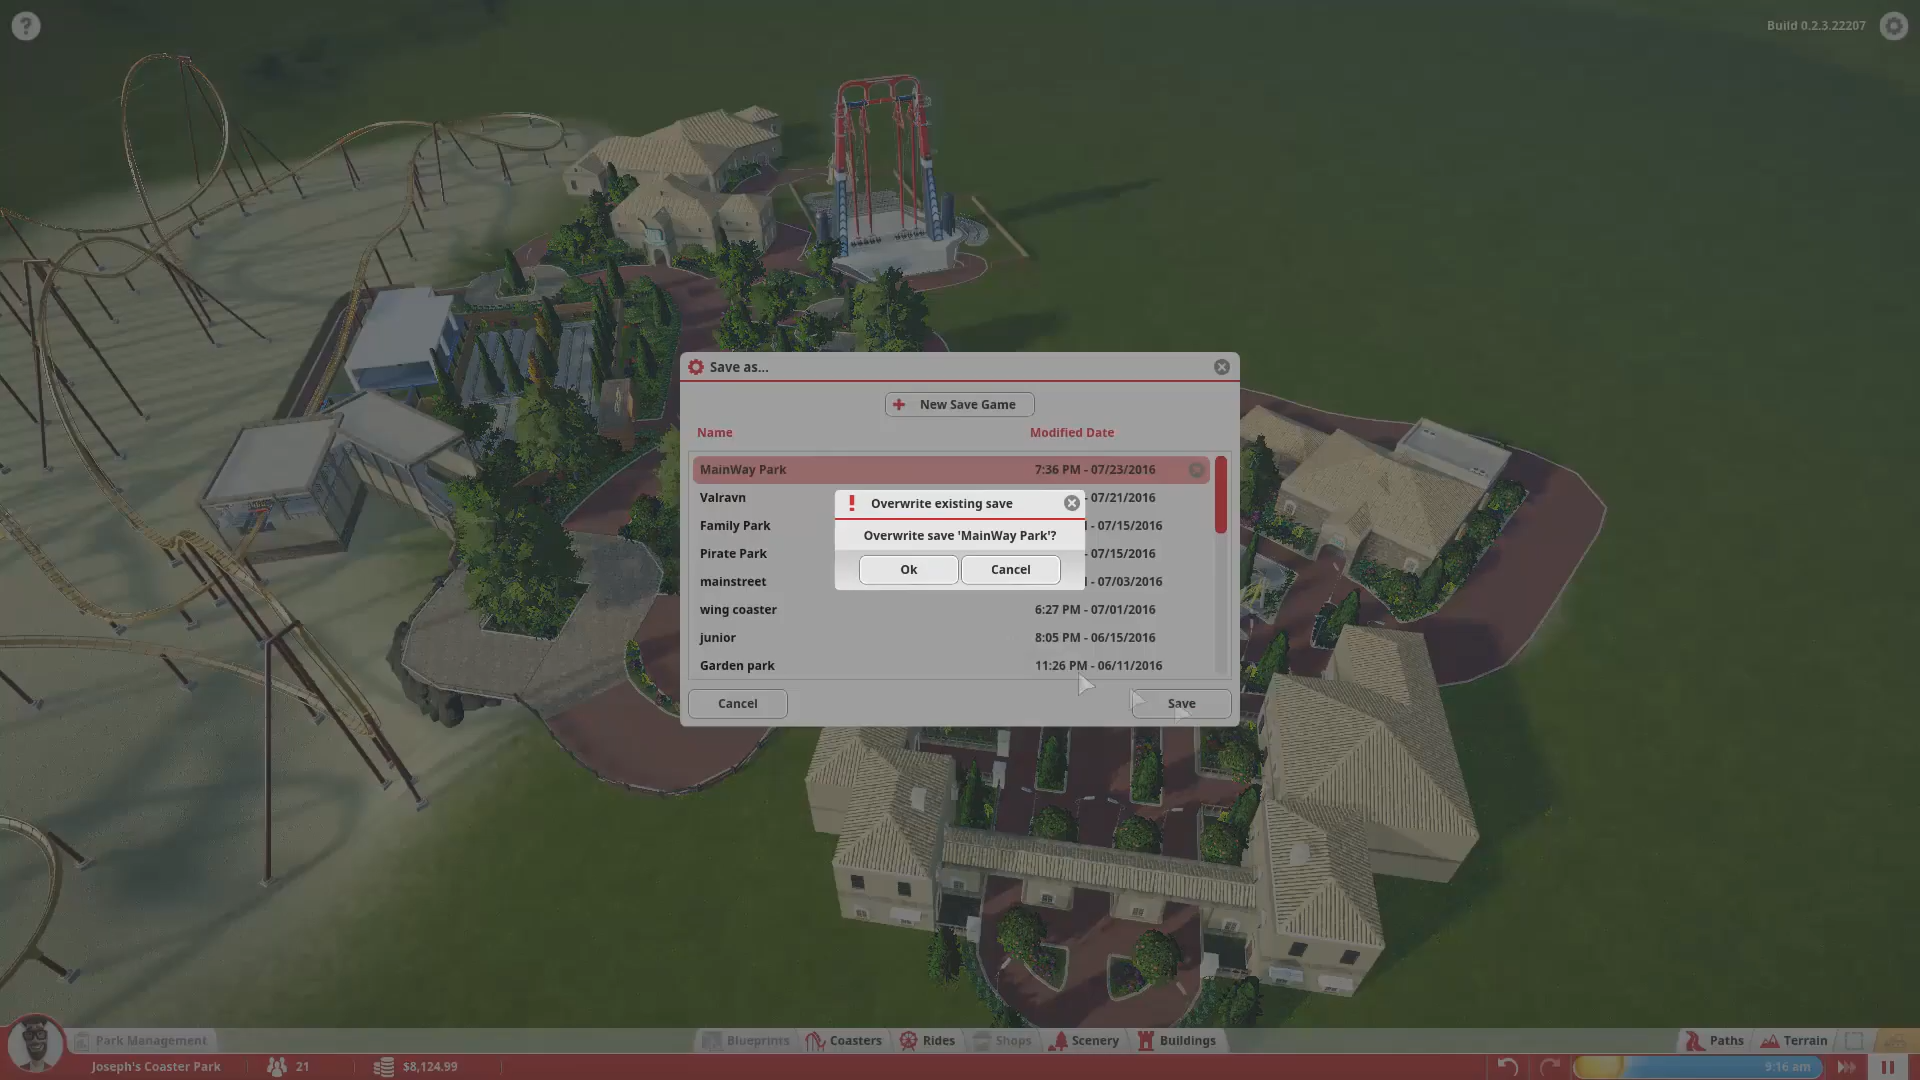 ?
Build 0.2.3.22207
Save as...
New Save Game
Name Modified Date
MainWay Park 7:36 PM - 07/23/2016
Valravn - 07/21/2016
Family Park - 07/15/2016
Pirate Park - 07/15/2016
mainstreet - 07/03/2016
wing coaster 6:27 PM - 07/01/2016
junior 8:05 PM - 06/15/2016
Garden park 11:26 PM - 06/11/2016
Cancel Save
! Overwrite existing save
Overwrite save 'MainWay Park'?
Ok Cancel
Park Management Blueprints Coasters Rides Shops Scenery Buildings Paths Terrain
Joseph's Coaster Park 21 $8,124.99 9:16 am